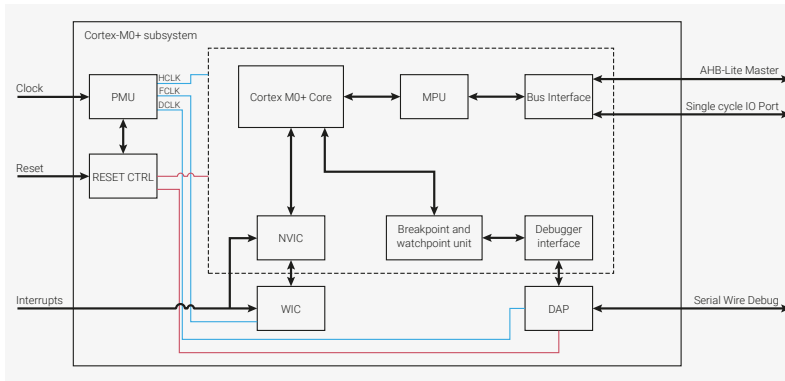 Cortex-M0+ subsystem
HCLK
FCLK
DCLK
Clock
PMU
Cortex M0+ Core
MPU
Bus Interface
AHB-Lite Master
Single cycle IO Port
Reset
RESET CTRL
NVIC
Breakpoint and
watchpoint unit
Debugger
interface
Interrupts
WIC
DAP
Serial Wire Debug